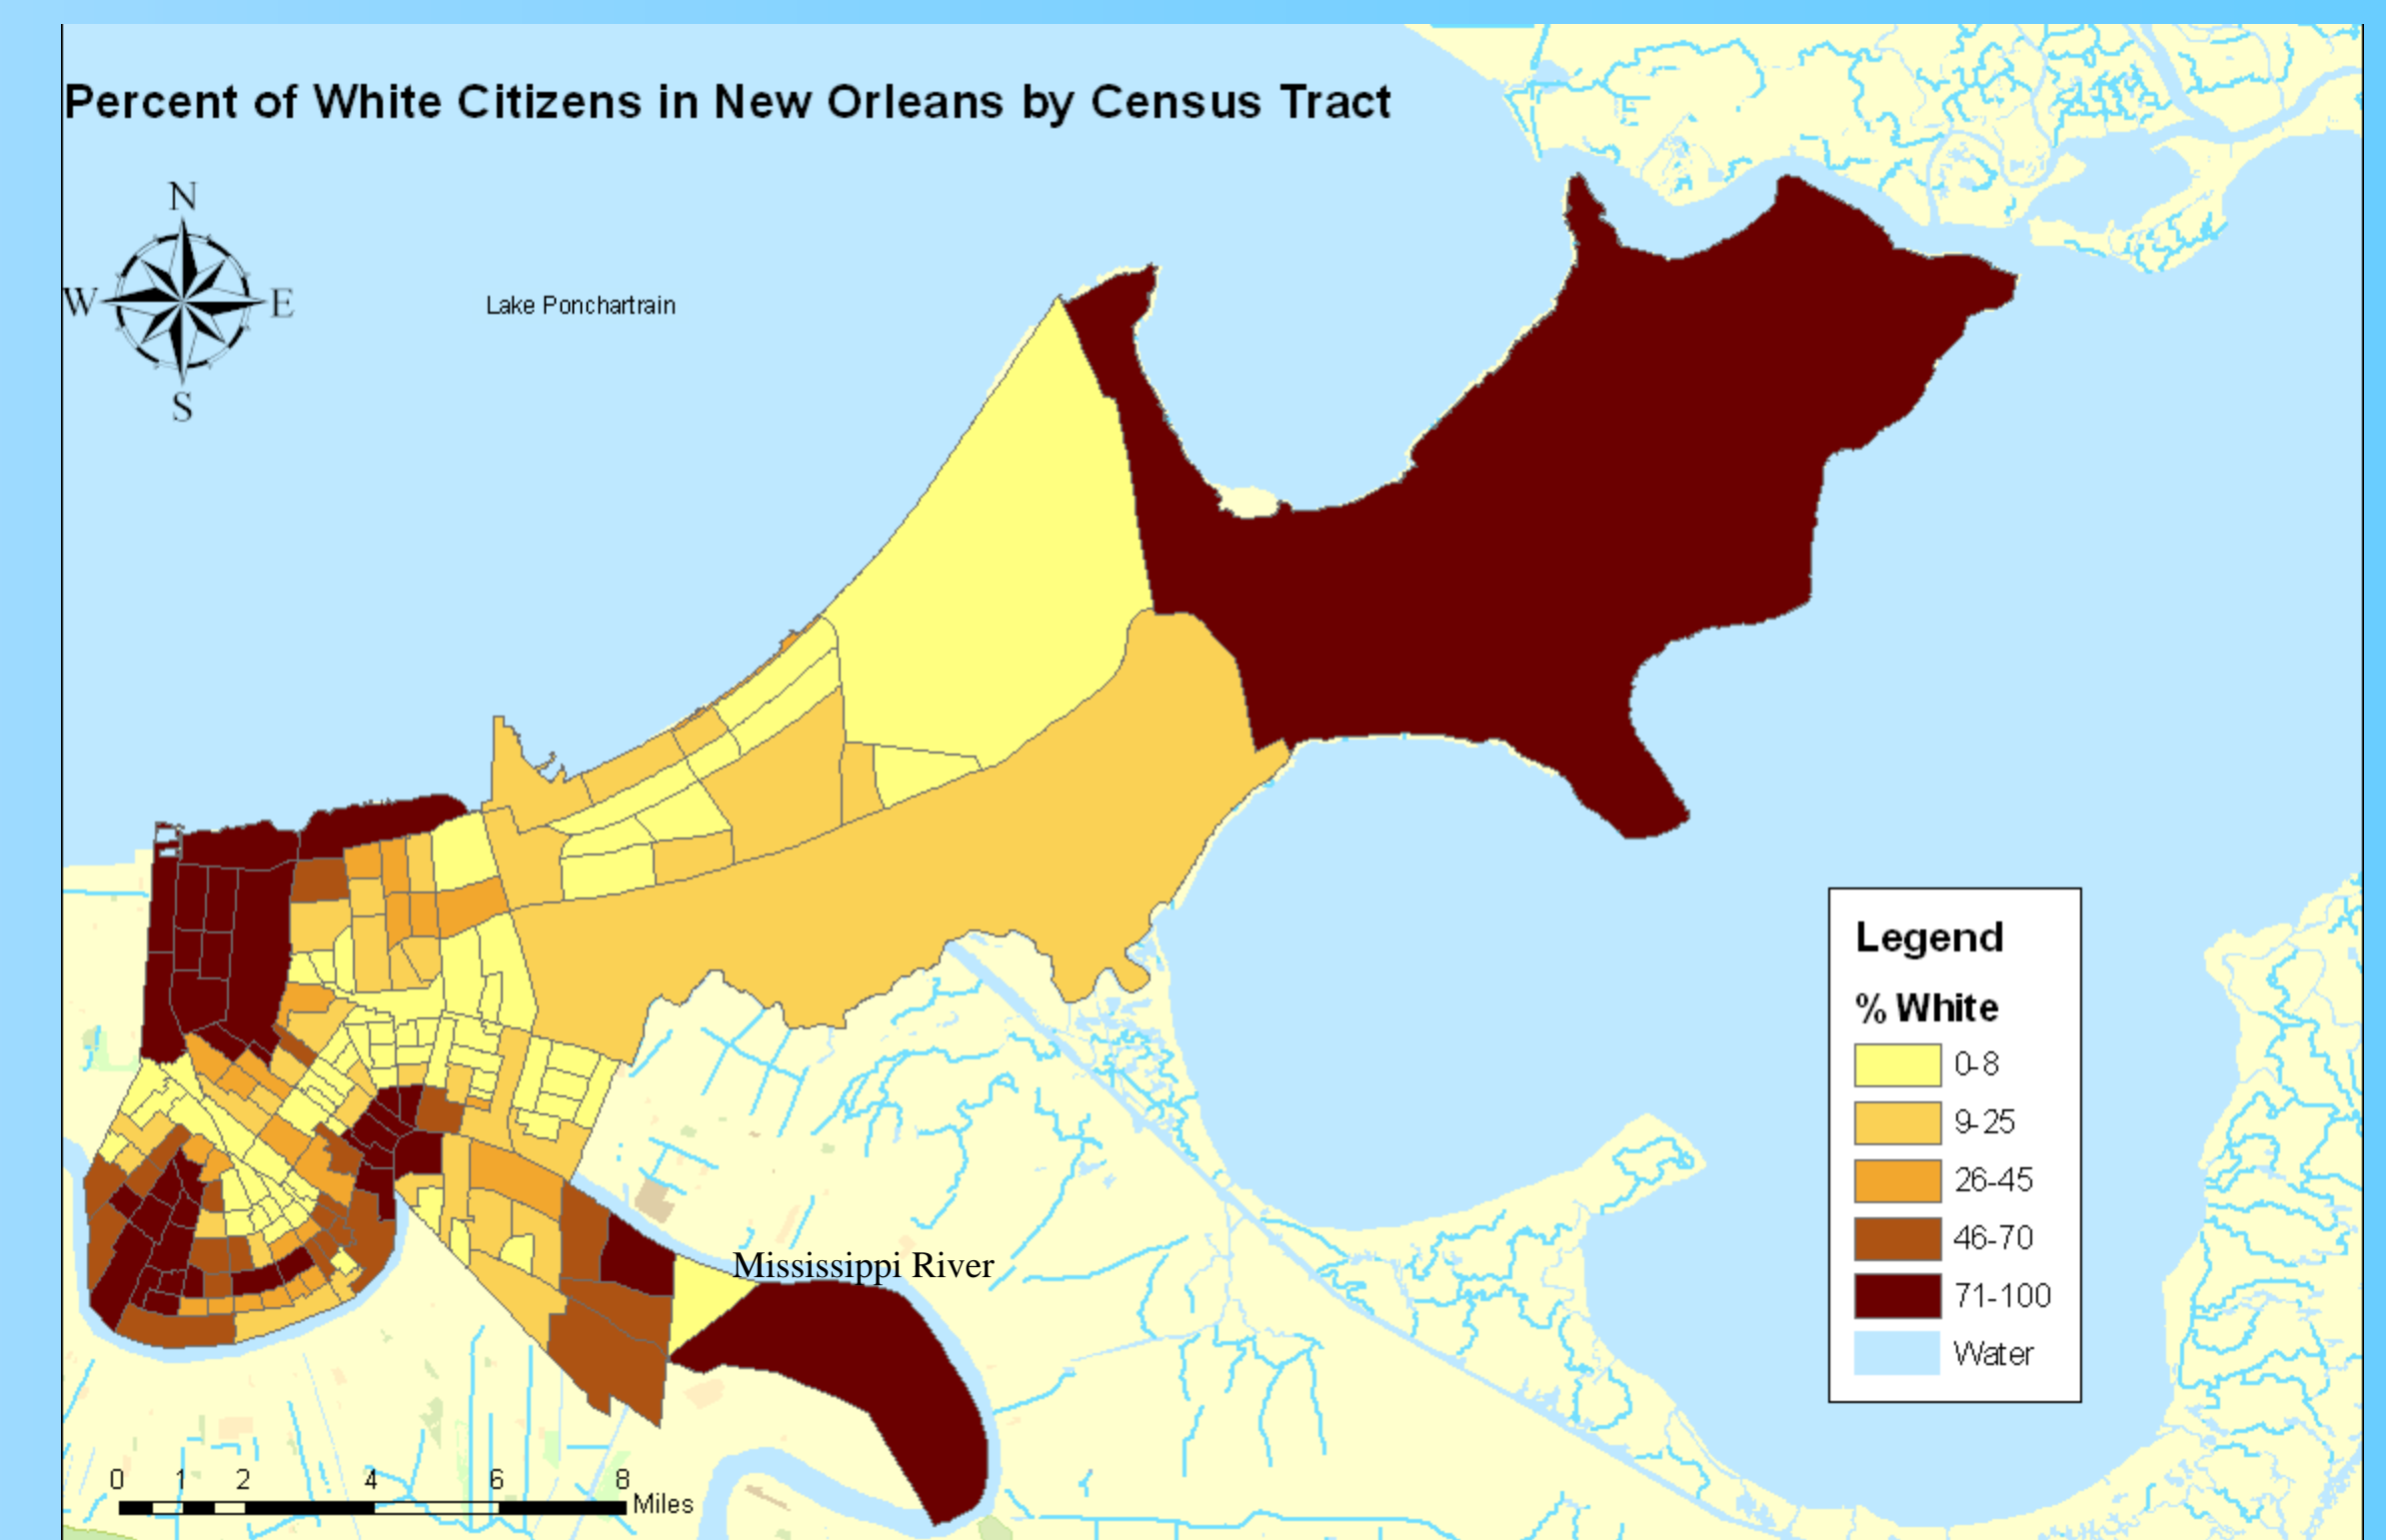 Percent of White Citizens in New Orleans by Census Tract
N
W E
S
Lake Ponchartrain
Legend
% White
0-8
9-25
26-45
46-70
71-100
Water
Mississippi River
0 1 2 4 6 8
Miles